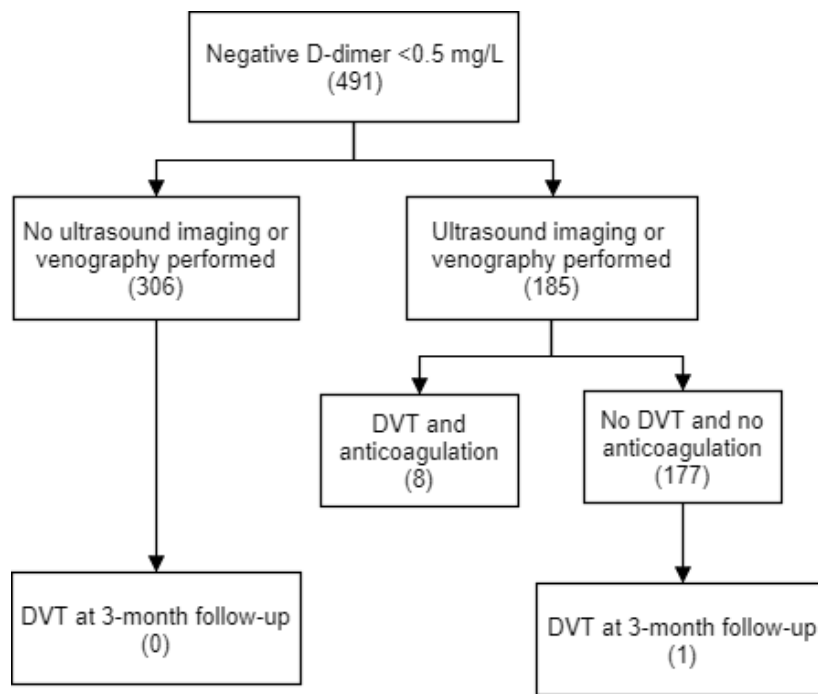 Negative D-dimer <0.5 mg/L
(491)
No ultrasound imaging or
venography performed
(306)
Ultrasound imaging or
venography performed
(185)
DVT and
anticoagulation
(8)
No DVT and no
anticoagulation
(177)
DVT at 3-month follow-up
(0)
DVT at 3-month follow-up
(1)